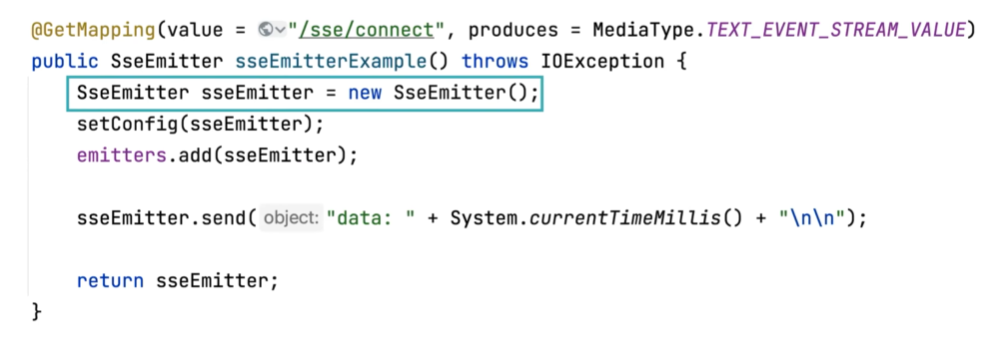 @GetMapping(value = "/sse/connect", produces = MediaType.TEXT_EVENT_STREAM_VALUE)
public SseEmitter sseEmitterExample() throws IOException {
    SseEmitter sseEmitter = new SseEmitter();
    setConfig(sseEmitter);
    emitters.add(sseEmitter);

    sseEmitter.send( object: "data: " + System.currentTimeMillis() + "\n\n");

    return sseEmitter;
}